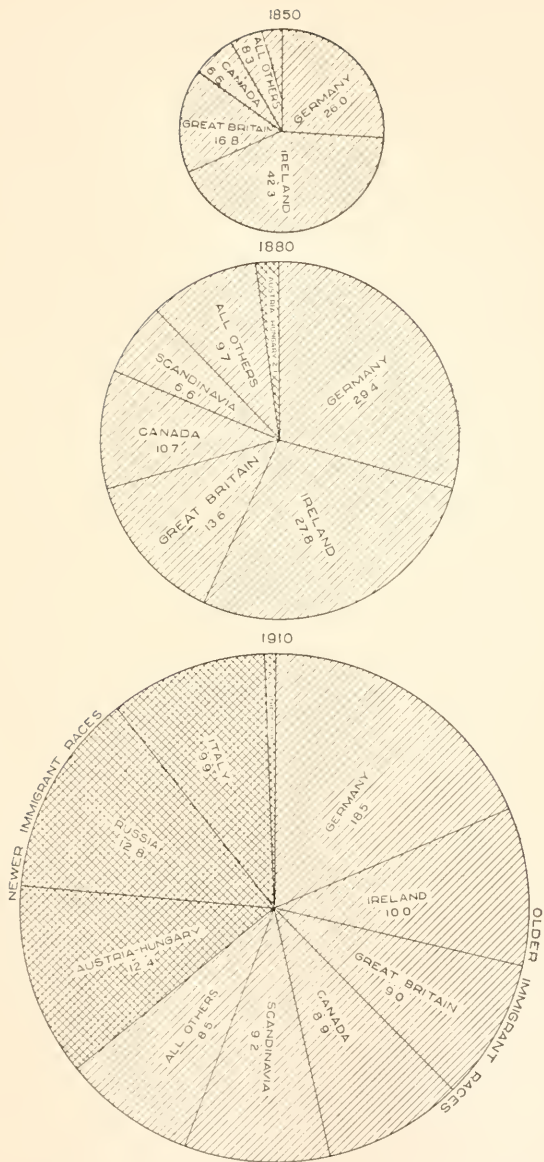 1850
GERMANY
26.0
IRELAND
42.3
GREAT BRITAIN
16.8
CANADA
6.6
ALL OTHERS
8.3
1880
GERMANY
29.4
IRELAND
27.8
GREAT BRITAIN
13.6
CANADA
10.7
SCANDINAVIA
6.6
ALL OTHERS
9.7
AUSTRIA HUNGARY
1910
GERMANY
18.5
IRELAND
10.0
GREAT BRITAIN
9.0
CANADA
8.9
SCANDINAVIA
9.2
ALL OTHERS
8.5
AUSTRIA-HUNGARY
12.4
RUSSIA
12.8
ITALY
9.9
NEWER IMMIGRANT RACES
OLDER IMMIGRANT RACES